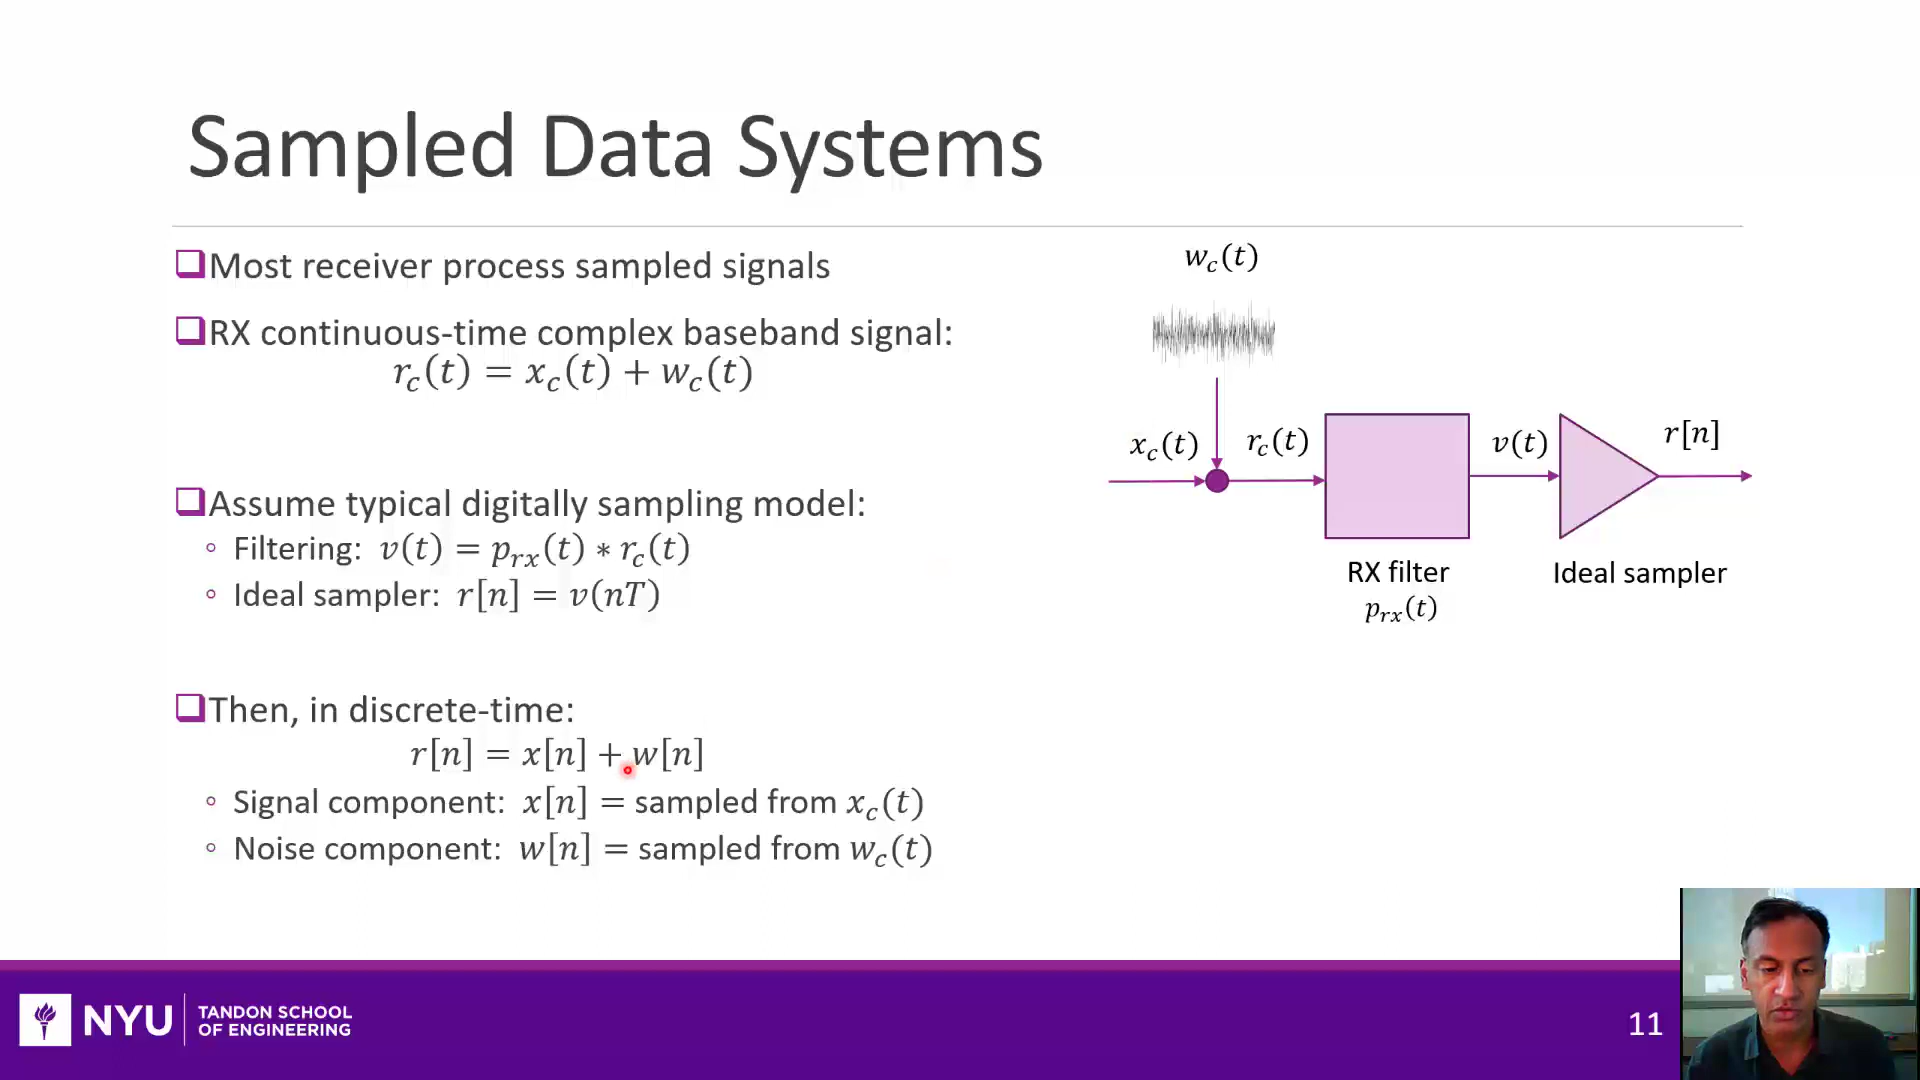 Sampled Data Systems
❑Most receiver process sampled signals
❑RX continuous-time complex baseband signal:
r_c(t) = x_c(t) + w_c(t)
❑Assume typical digitally sampling model:
◦ Filtering: v(t) = p_rx(t) ∗ r_c(t)
◦ Ideal sampler: r[n] = v(nT)
❑Then, in discrete-time:
r[n] = x[n] + w[n]
◦ Signal component: x[n] = sampled from x_c(t)
◦ Noise component: w[n] = sampled from w_c(t)
w_c(t)
x_c(t)
r_c(t)
v(t)
r[n]
RX filter
p_rx(t)
Ideal sampler
NYU
TANDON SCHOOL
OF ENGINEERING
11